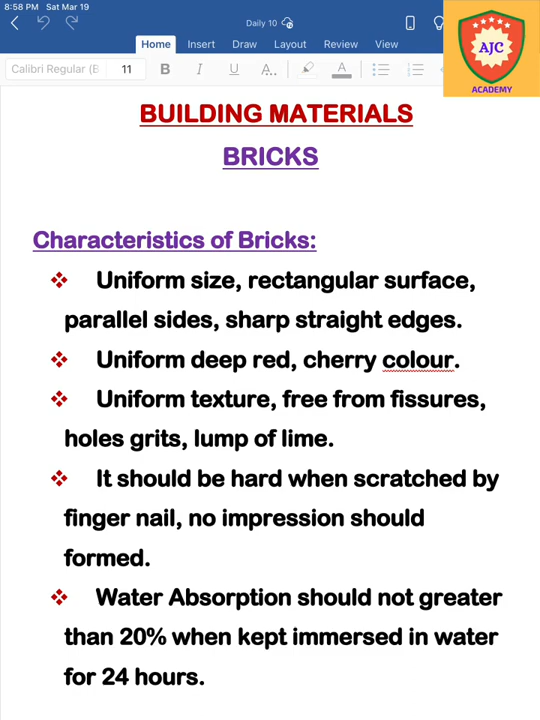 8:58 PM Sat Mar 19
Daily 10
Home Insert Draw Layout Review View
Calibri Regular (B 11 B I U A..
A
AJC
ACADEMY
BUILDING MATERIALS
BRICKS
Characteristics of Bricks:
Uniform size, rectangular surface,
parallel sides, sharp straight edges.
Uniform deep red, cherry colour.
Uniform texture, free from fissures,
holes grits, lump of lime.
It should be hard when scratched by
finger nail, no impression should
formed.
Water Absorption should not greater
than 20% when kept immersed in water
for 24 hours.